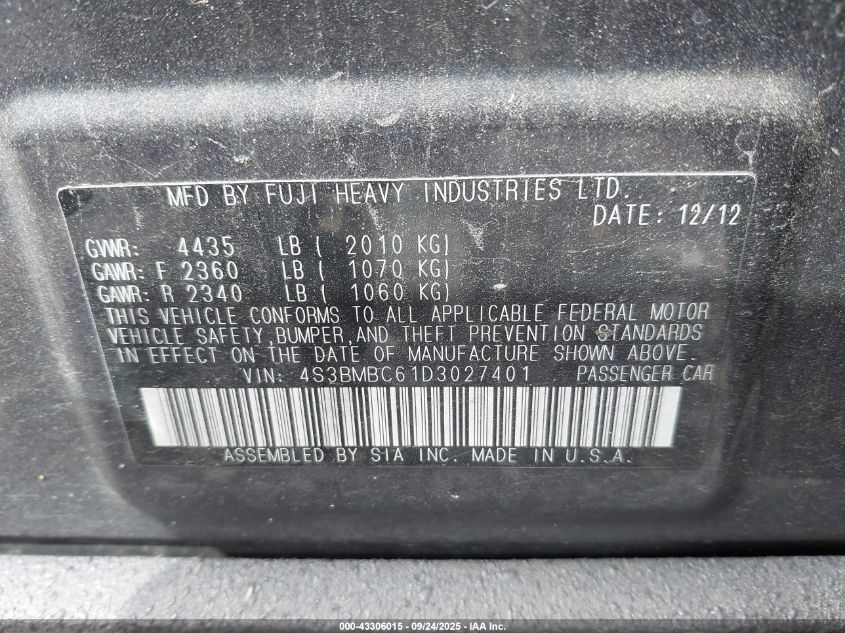 MFD BY FUJI HEAVY INDUSTRIES LTD.
DATE: 12/12
GVWR: 4435 LB ( 2010 KG)
GAWR: F 2360 LB ( 1070 KG)
GAWR: R 2340 LB ( 1060 KG)
THIS VEHICLE CONFORMS TO ALL APPLICABLE FEDERAL MOTOR
VEHICLE SAFETY, BUMPER, AND THEFT PREVENTION STANDARDS
IN EFFECT ON THE DATE OF MANUFACTURE SHOWN ABOVE.
VIN: 4S3BMBC61D3027401 PASSENGER CAR
ASSEMBLED BY SIA INC. MADE IN U.S.A.
000-43306015 - 09/24/2025 - IAA Inc.